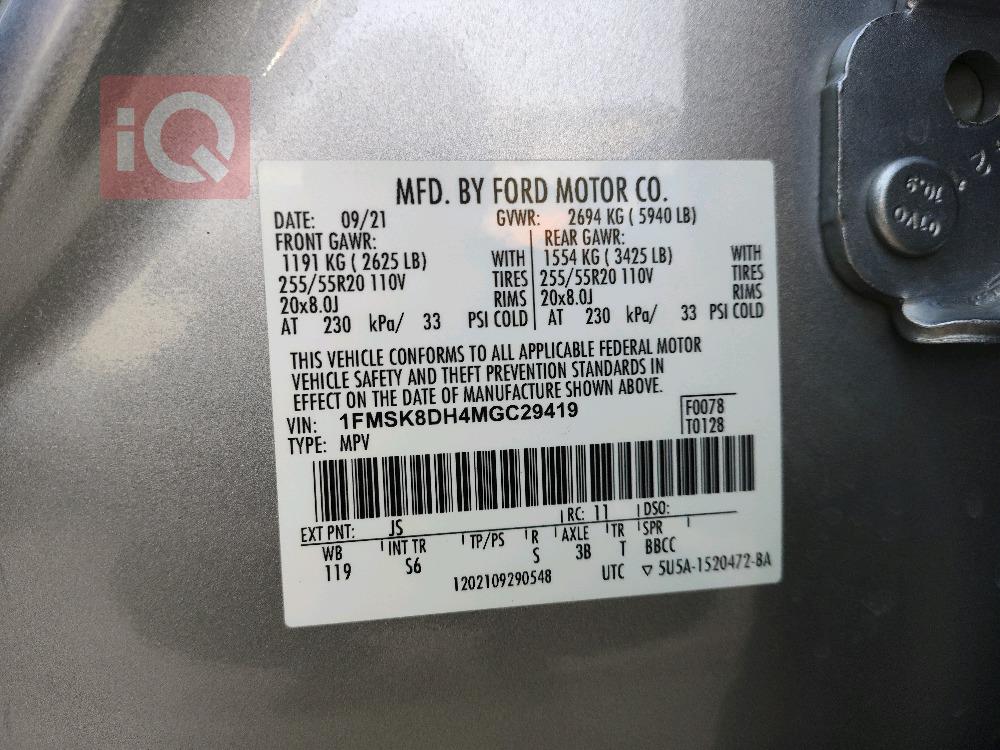 iQ
MFD. BY FORD MOTOR CO.
DATE: 09/21 GVWR: 2694 KG ( 5940 LB)
FRONT GAWR: REAR GAWR:
1191 KG ( 2625 LB) WITH 1554 KG ( 3425 LB) WITH
255/55R20 110V TIRES 255/55R20 110V TIRES
20x8.0J RIMS 20x8.0J RIMS
AT 230 kPa/ 33 PSI COLD AT 230 kPa/ 33 PSI COLD
THIS VEHICLE CONFORMS TO ALL APPLICABLE FEDERAL MOTOR
VEHICLE SAFETY AND THEFT PREVENTION STANDARDS IN
EFFECT ON THE DATE OF MANUFACTURE SHOWN ABOVE.
VIN: 1FMSK8DH4MGC29419 F0078
TYPE: MPV T0128
EXT PNT: JS RC: 11 DSO:
WB INT TR TP/PS R AXLE TR SPR
119 S6 S 3B T BBCC
1202109290548 UTC ▽ 5U5A-1520472-BA
10.9